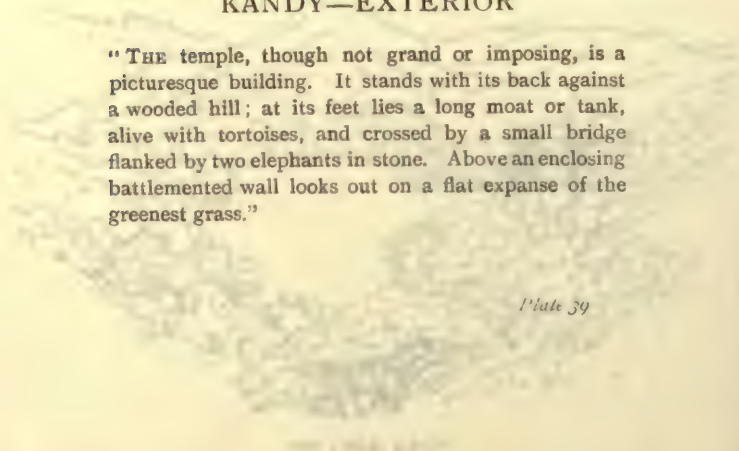 KANDY—EXTERIOR
“THE temple, though not grand or imposing, is a
picturesque building. It stands with its back against
a wooded hill; at its feet lies a long moat or tank,
alive with tortoises, and crossed by a small bridge
flanked by two elephants in stone. Above an enclosing
battlemented wall looks out on a flat expanse of the
greenest grass.”
Plate 39